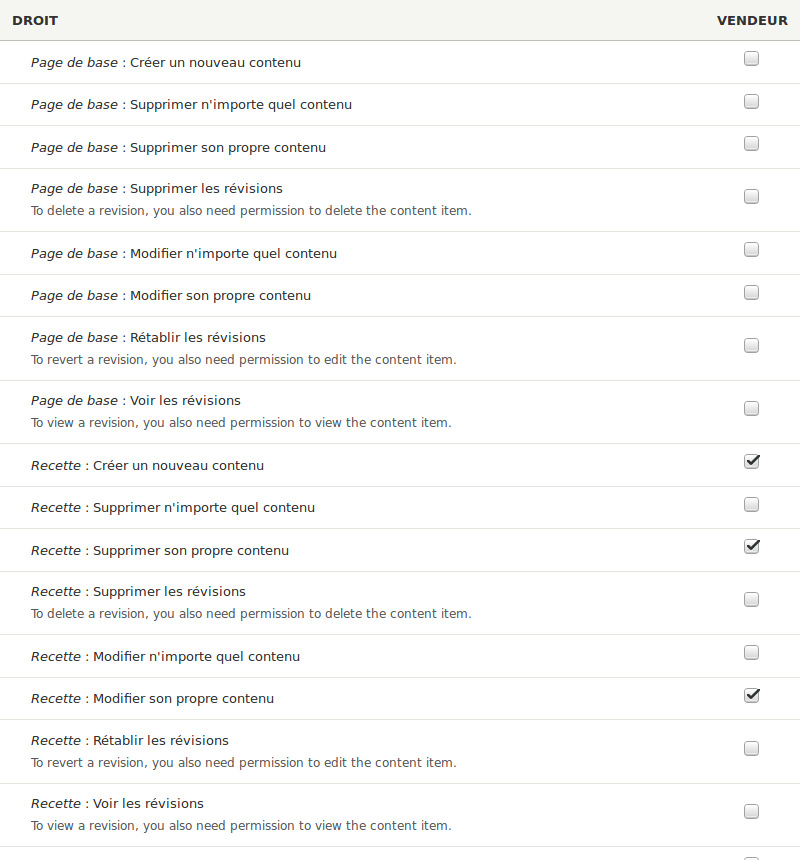 DROIT VENDEUR
Page de base : Créer un nouveau contenu
Page de base : Supprimer n'importe quel contenu
Page de base : Supprimer son propre contenu
Page de base : Supprimer les révisions
To delete a revision, you also need permission to delete the content item.
Page de base : Modifier n'importe quel contenu
Page de base : Modifier son propre contenu
Page de base : Rétablir les révisions
To revert a revision, you also need permission to edit the content item.
Page de base : Voir les révisions
To view a revision, you also need permission to view the content item.
Recette : Créer un nouveau contenu
Recette : Supprimer n'importe quel contenu
Recette : Supprimer son propre contenu
Recette : Supprimer les révisions
To delete a revision, you also need permission to delete the content item.
Recette : Modifier n'importe quel contenu
Recette : Modifier son propre contenu
Recette : Rétablir les révisions
To revert a revision, you also need permission to edit the content item.
Recette : Voir les révisions
To view a revision, you also need permission to view the content item.